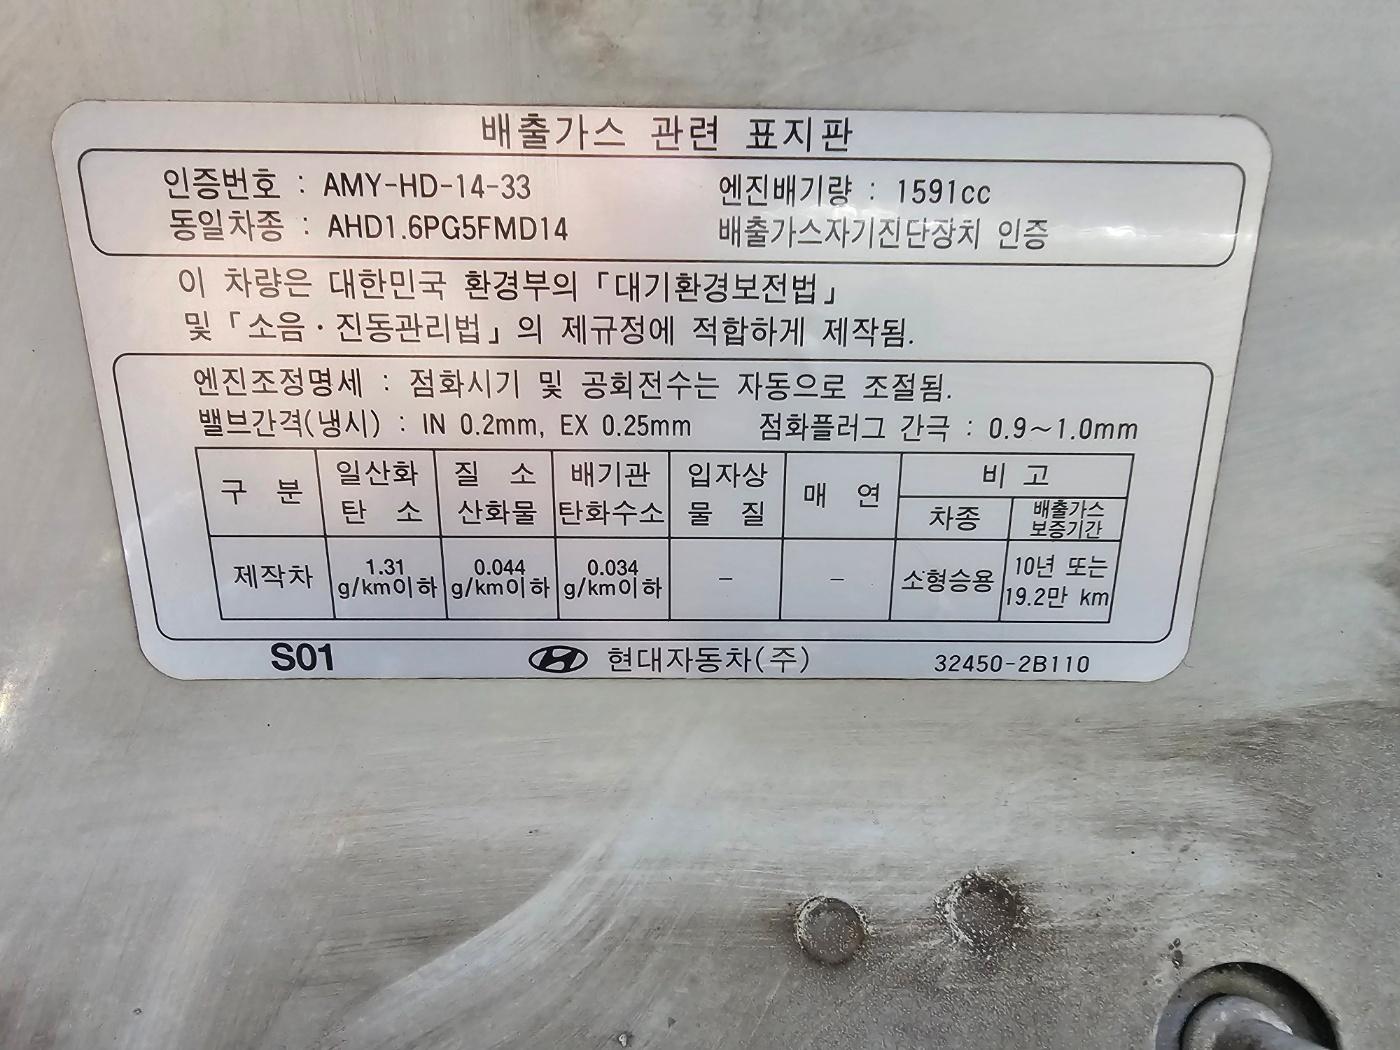 배출가스 관련 표지판
인증번호 : AMY-HD-14-33 엔진배기량 : 1591cc
동일차종 : AHD1.6PG5FMD14 배출가스자기진단장치 인증
이 차량은 대한민국 환경부의 「대기환경보전법」
및 「소음·진동관리법」의 제규정에 적합하게 제작됨.
엔진조정명세 : 점화시기 및 공회전수는 자동으로 조절됨.
밸브간격(냉시) : IN 0.2mm, EX 0.25mm 점화플러그 간극 : 0.9~1.0mm
구 분 일산화 탄 소 질 소 산화물 배기관 탄화수소 입자상 물 질 매 연 비 고
차종 배출가스 보증기간
제작차 1.31 g/km이하 0.044 g/km이하 0.034 g/km이하 - - 소형승용 10년 또는 19.2만 km
S01 현대자동차(주) 32450-2B110